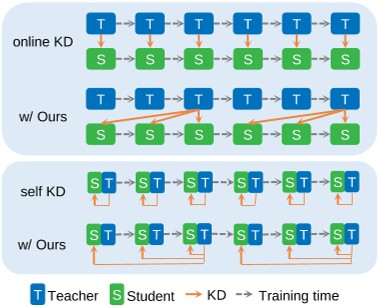 online KD T T T T T T
S S S S S S
w/ Ours T T T T T T
S S S S S S
self KD S T S T S T S T S T S T
w/ Ours S T S T S T S T S T S T
T Teacher S Student KD Training time